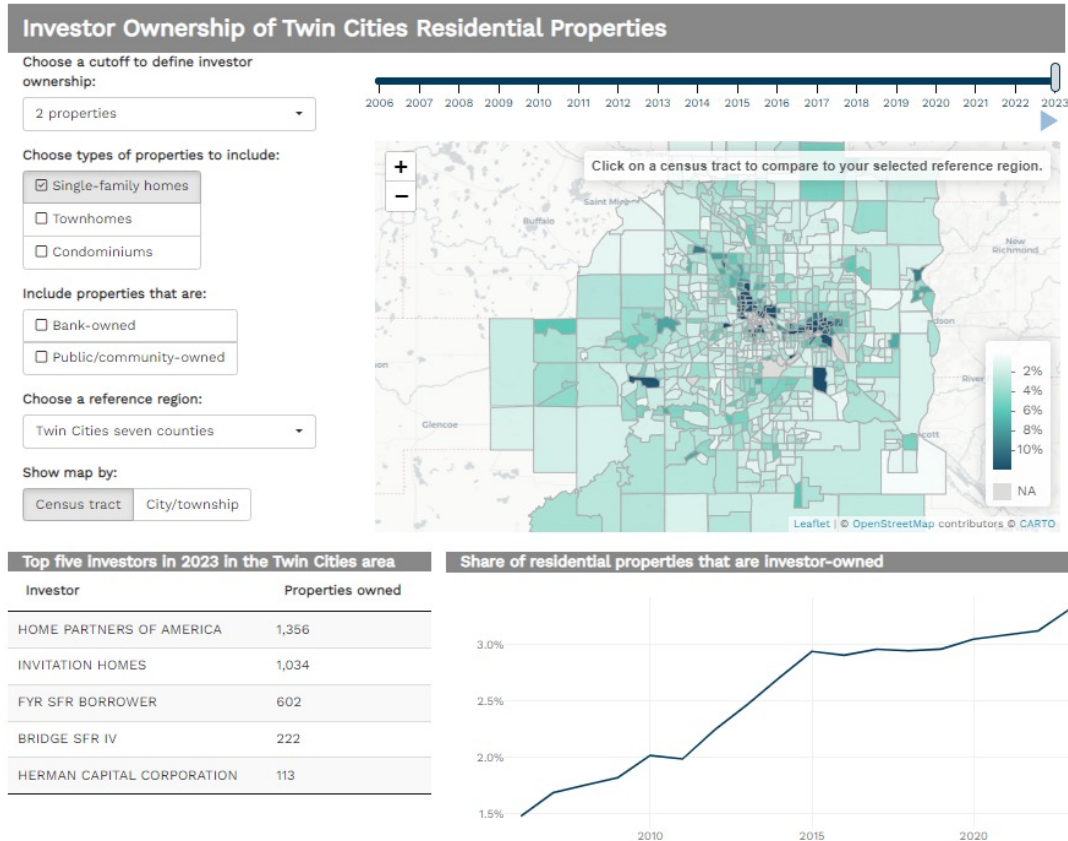 Investor Ownership of Twin Cities Residential Properties
Choose a cutoff to define investor
ownership:
2 properties
Choose types of properties to include:
Single-family homes
Townhomes
Condominiums
Include properties that are:
Bank-owned
Public/community-owned
Choose a reference region:
Twin Cities seven counties
Show map by:
Census tract City/township
2006 2007 2008 2009 2010 2011 2012 2013 2014 2015 2016 2017 2018 2019 2020 2021 2022 2023
+
−
Click on a census tract to compare to your selected reference region.
Buffalo
New
Richmond
Glencoe
2%
4%
6%
8%
10%
NA
Leaflet | © OpenStreetMap contributors © CARTO
Top five investors in 2023 in the Twin Cities area
Investor Properties owned
HOME PARTNERS OF AMERICA 1,356
INVITATION HOMES 1,034
FYR SFR BORROWER 602
BRIDGE SFR IV 222
HERMAN CAPITAL CORPORATION 113
Share of residential properties that are investor-owned
3.0%
2.5%
2.0%
1.5%
2010 2015 2020